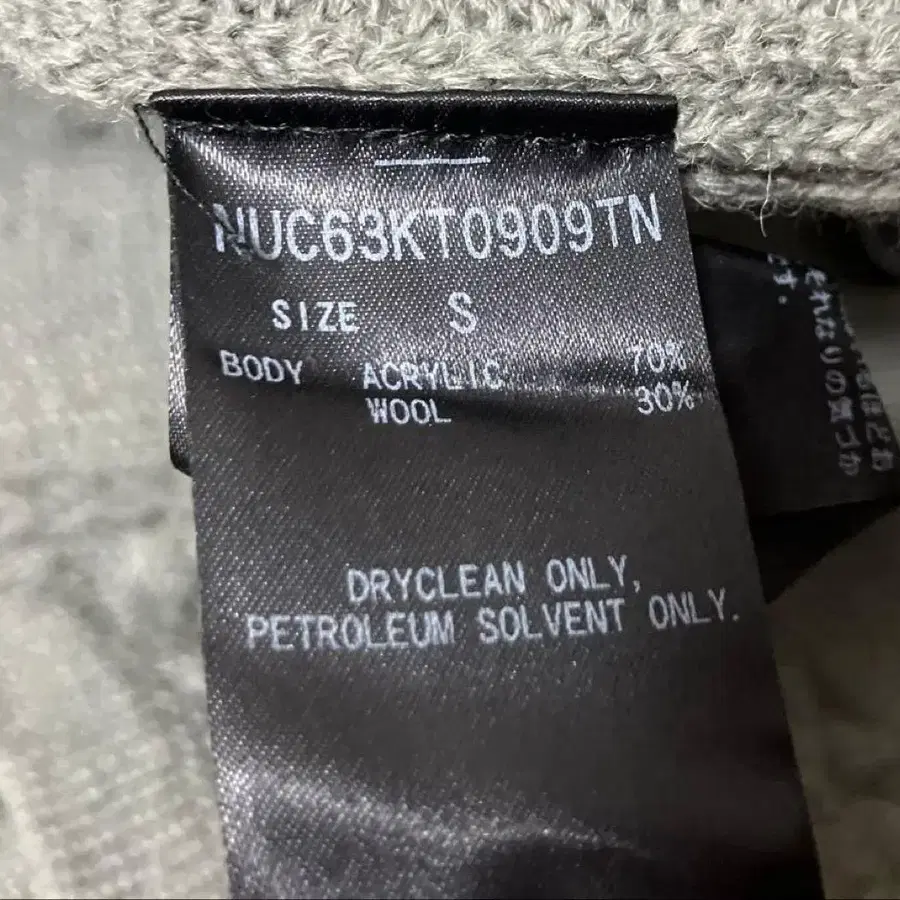 NUC63KT0909TN
SIZE S
BODY ACRYLIC 70%
WOOL 30%
DRYCLEAN ONLY,
PETROLEUM SOLVENT ONLY.